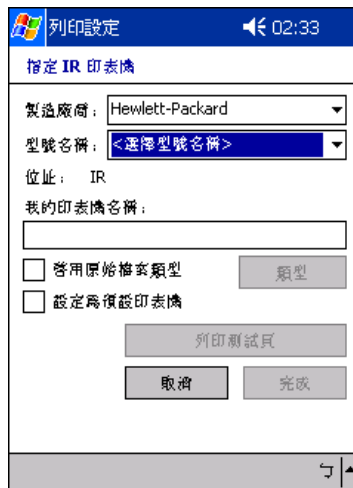 列印設定 02:33
指定 IR 印表機
製造廠商： Hewlett-Packard
型號名稱： <選擇型號名稱>
位址： IR
我的印表機名稱：
啓用原始檔案類型 類型
設定為預設印表機
列印測試頁
取消 完成
ㄅ